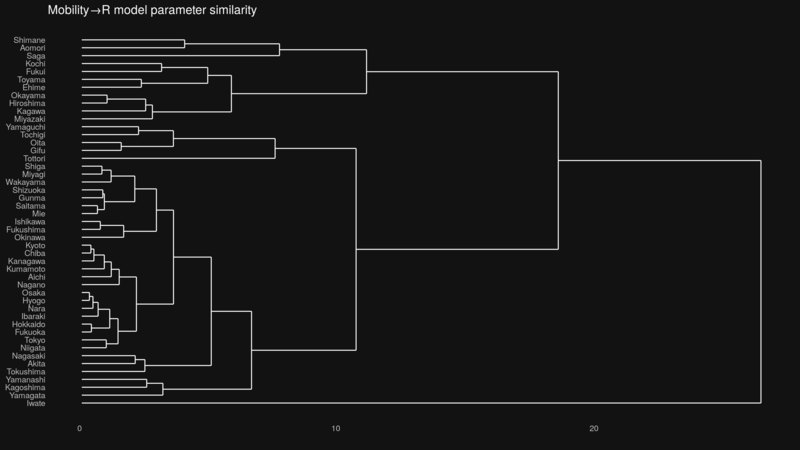 Mobility→R model parameter similarity
Shimane
Aomori
Saga
Kochi
Fukui
Toyama
Ehime
Okayama
Hiroshima
Kagawa
Miyazaki
Yamaguchi
Tochigi
Oita
Gifu
Tottori
Shiga
Miyagi
Wakayama
Shizuoka
Gunma
Saitama
Mie
Ishikawa
Fukushima
Okinawa
Kyoto
Chiba
Kanagawa
Kumamoto
Aichi
Nagano
Osaka
Hyogo
Nara
Ibaraki
Hokkaido
Fukuoka
Tokyo
Niigata
Nagasaki
Akita
Tokushima
Yamanashi
Kagoshima
Yamagata
Iwate
0 10 20